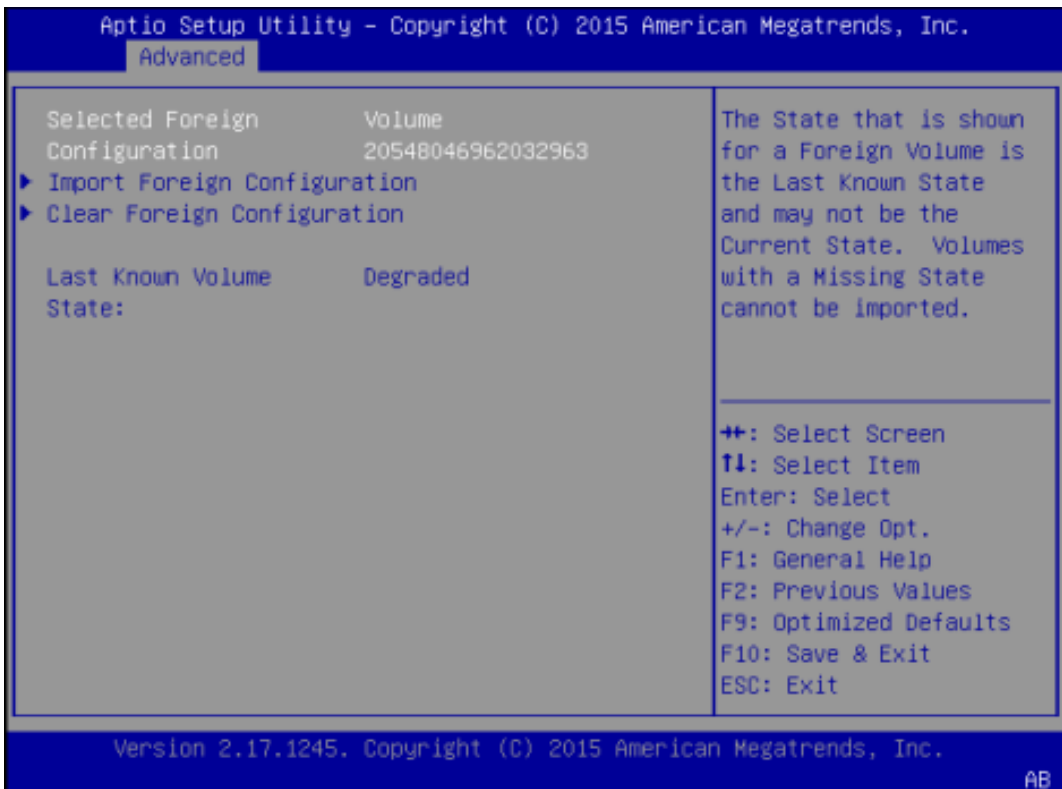 Aptio Setup Utility – Copyright (C) 2015 American Megatrends, Inc.
Advanced
Selected Foreign Volume
Configuration 20548046962032963
▶ Import Foreign Configuration
▶ Clear Foreign Configuration
Last Known Volume Degraded
State:
The State that is shown
for a Foreign Volume is
the Last Known State
and may not be the
Current State. Volumes
with a Missing State
cannot be imported.
→←: Select Screen
↑↓: Select Item
Enter: Select
+/-: Change Opt.
F1: General Help
F2: Previous Values
F9: Optimized Defaults
F10: Save & Exit
ESC: Exit
Version 2.17.1245. Copyright (C) 2015 American Megatrends, Inc.
AB